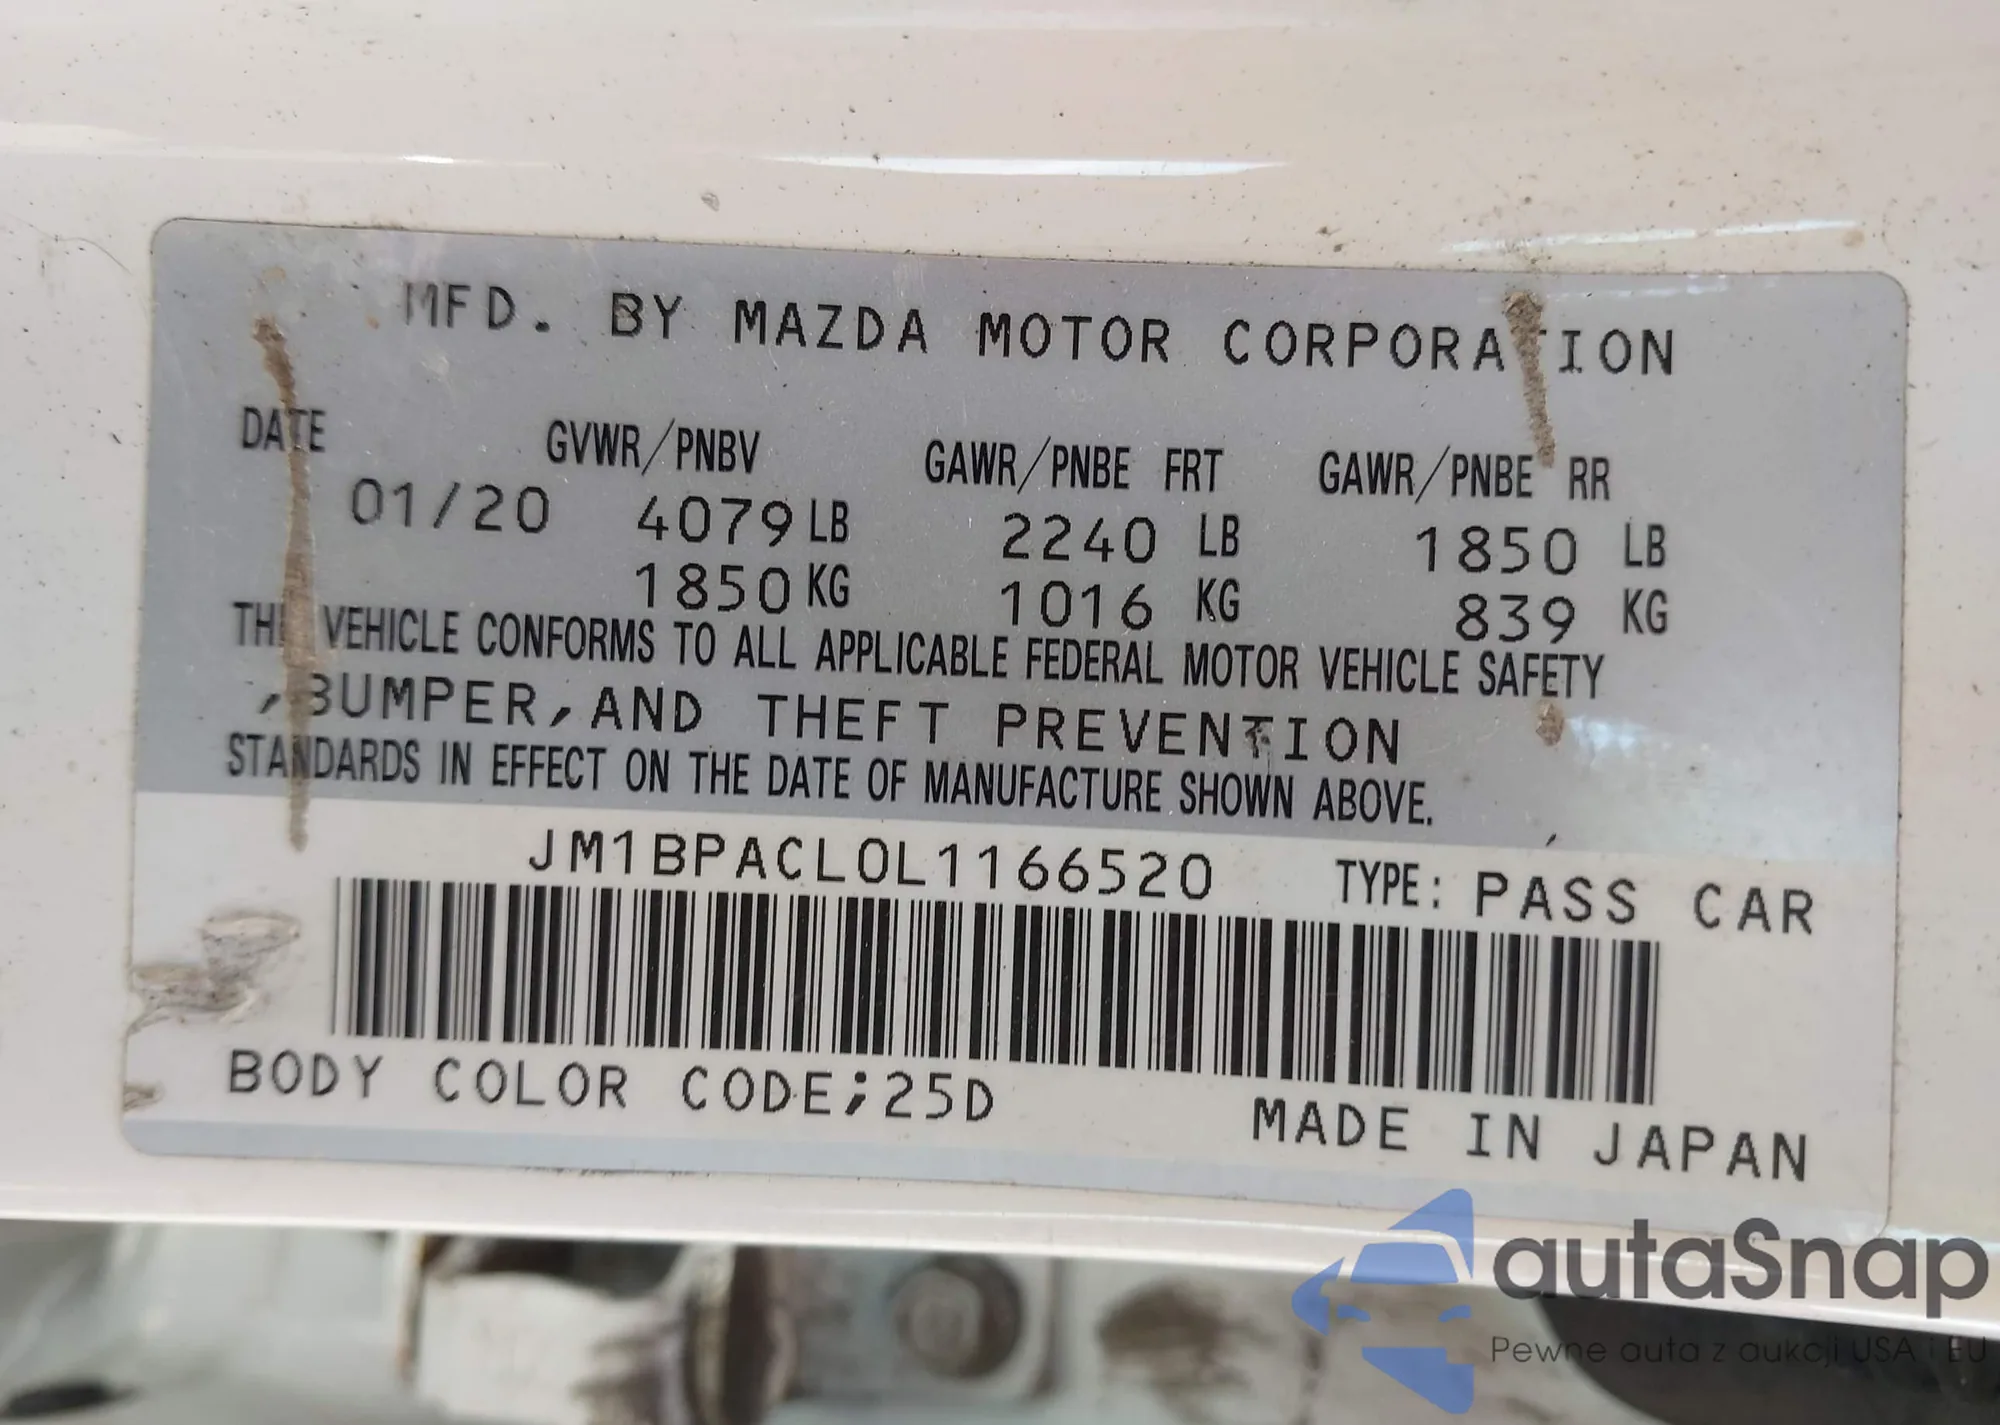 MFD. BY MAZDA MOTOR CORPORATION
DATE GVWR/PNBV GAWR/PNBE FRT GAWR/PNBE RR
01/20 4079 LB 2240 LB 1850 LB
1850 KG 1016 KG 839 KG
THE VEHICLE CONFORMS TO ALL APPLICABLE FEDERAL MOTOR VEHICLE SAFETY
,BUMPER,AND THEFT PREVENTION
STANDARDS IN EFFECT ON THE DATE OF MANUFACTURE SHOWN ABOVE.
JM1BPACL0L1166520 TYPE: PASS CAR
BODY COLOR CODE;25D
MADE IN JAPAN
autaSnap
Pewne auta z aukcji USA i EU